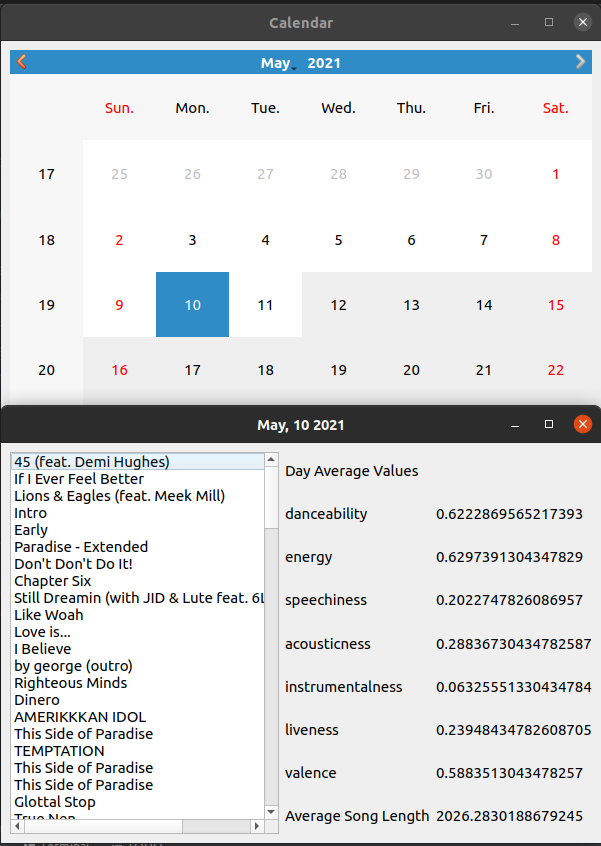 Calendar
May 2021
Sun. Mon. Tue. Wed. Thu. Fri. Sat.
17 25 26 27 28 29 30 1
18 2 3 4 5 6 7 8
19 9 10 11 12 13 14 15
20 16 17 18 19 20 21 22
May, 10 2021
45 (feat. Demi Hughes)
If I Ever Feel Better
Lions & Eagles (feat. Meek Mill)
Intro
Early
Paradise - Extended
Don't Don't Do It!
Chapter Six
Still Dreamin (with JID & Lute feat. 6L
Like Woah
Love is...
I Believe
by george (outro)
Righteous Minds
Dinero
AMERIKKKAN IDOL
This Side of Paradise
TEMPTATION
This Side of Paradise
This Side of Paradise
Glottal Stop
Day Average Values
danceability 0.6222869565217393
energy 0.6297391304347829
speechiness 0.2022747826086957
acousticness 0.28836730434782587
instrumentalness 0.06325551330434784
liveness 0.23948434782608705
valence 0.5883513043478257
Average Song Length 2026.2830188679245